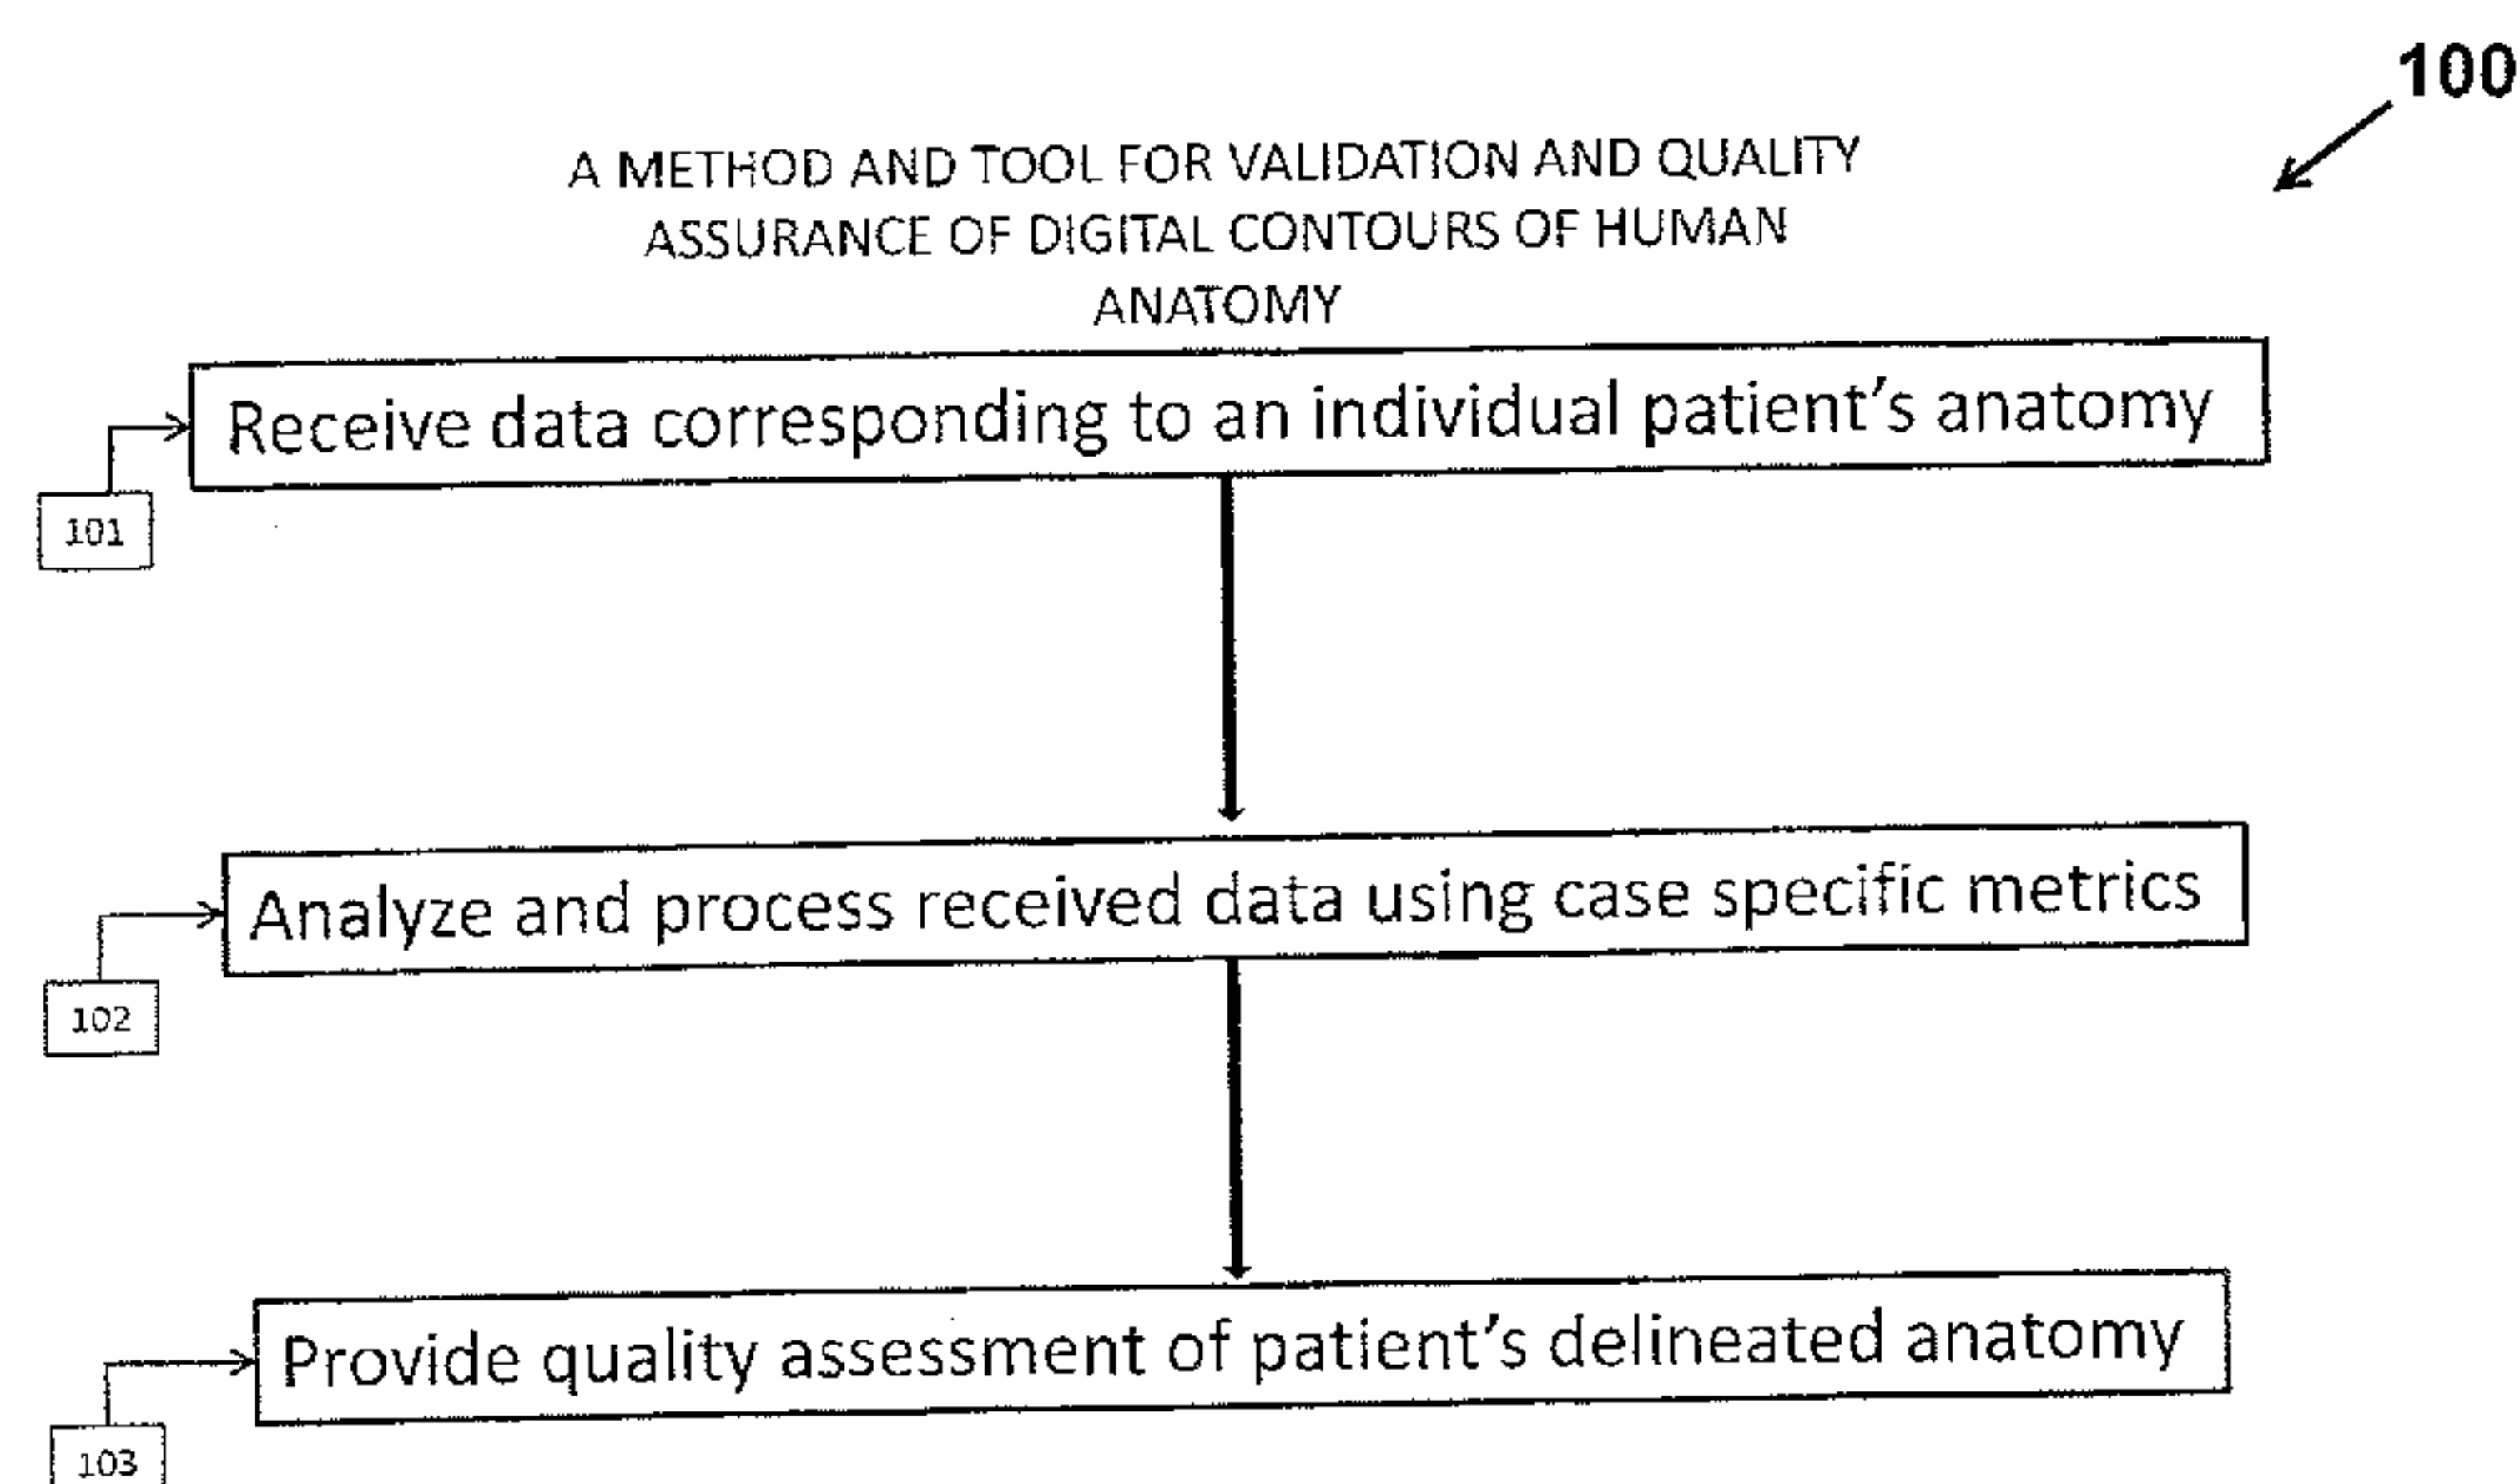 100
A METHOD AND TOOL FOR VALIDATION AND QUALITY
ASSURANCE OF DIGITAL CONTOURS OF HUMAN
ANATOMY
Receive data corresponding to an individual patient's anatomy
101
Analyze and process received data using case specific metrics
102
Provide quality assessment of patient's delineated anatomy
103